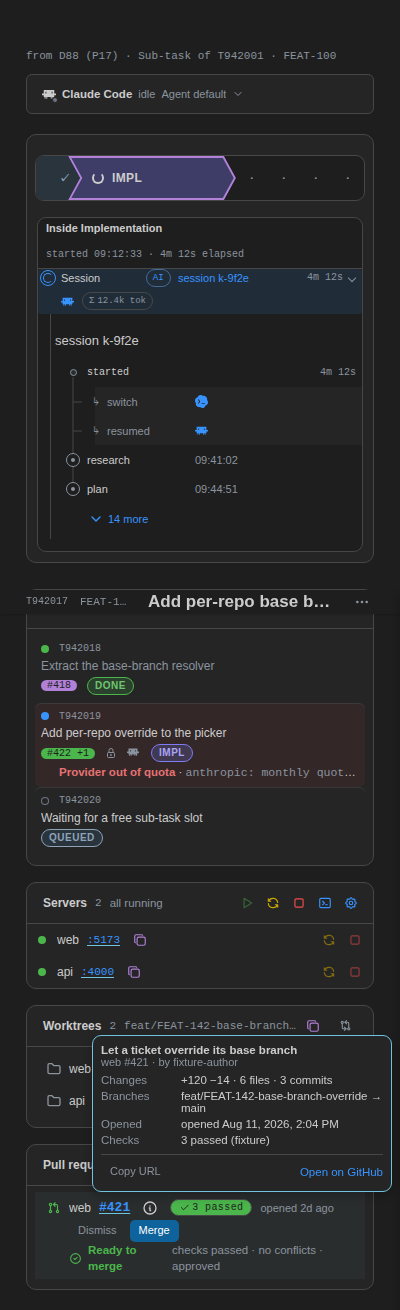 from D88 (P17) · Sub-task of T942001 · FEAT-100
Claude Code idle Agent default
IMPL
Inside Implementation
started 09:12:33 · 4m 12s elapsed
Session AI session k-9f2e 4m 12s
Σ 12.4k tok
session k-9f2e
started 4m 12s
↳ switch
↳ resumed
research 09:41:02
plan 09:44:51
14 more
T942017 FEAT-1… Add per-repo base b… ···
T942018
Extract the base-branch resolver
#418 DONE
T942019
Add per-repo override to the picker
#422 +1 IMPL
Provider out of quota · anthropic: monthly quot…
T942020
Waiting for a free sub-task slot
QUEUED
Servers 2 all running
web :5173
api :4000
Worktrees 2 feat/FEAT-142-base-branch…
web
api
Let a ticket override its base branch
web #421 · by fixture-author
Changes +120 −14 · 6 files · 3 commits
Branches feat/FEAT-142-base-branch-override →
main
Opened opened Aug 11, 2026, 2:04 PM
Checks 3 passed (fixture)
Copy URL Open on GitHub
Pull requ
web #421 3 passed opened 2d ago
Dismiss Merge
Ready to merge
checks passed · no conflicts · approved